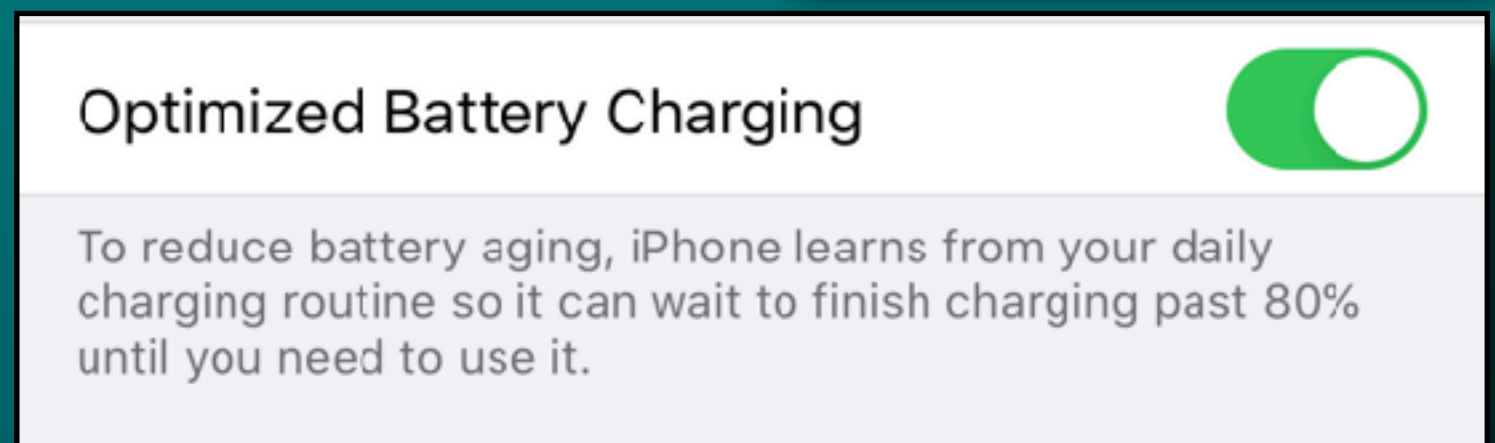 Optimized Battery Charging
To reduce battery aging, iPhone learns from your daily
charging routine so it can wait to finish charging past 80%
until you need to use it.